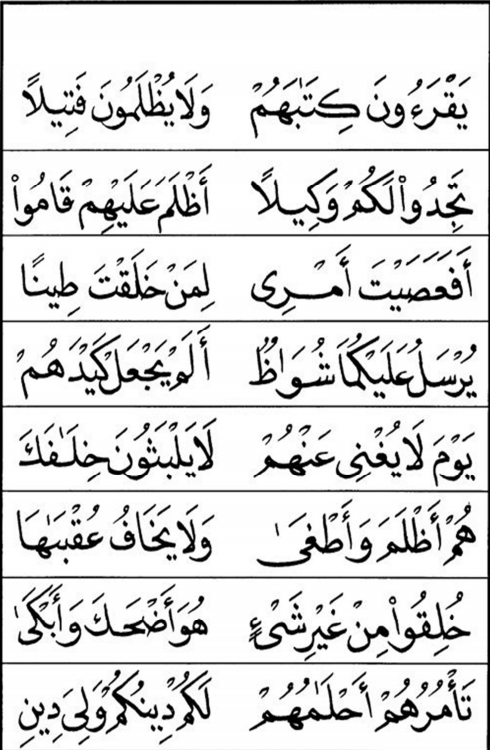 يَقْرَءُونَ كِتَٰبَهُمْ وَلَا يُظْلَمُونَ فَتِيلًا
تَجِدُوا۟ لَكُمْ وَكِيلًا أَظْلَمَ عَلَيْهِمْ قَامُوا۟
أَفَعَصَيْتَ أَمْرِى لِمَنْ خَلَقْتَ طِينًا
يُرْسَلُ عَلَيْكُمَا شُوَاظٌ أَلَمْ يَجْعَلْ كَيْدَهُمْ
يَوْمَ لَا يُغْنِى عَنْهُمْ لَا يَلْبَثُونَ خِلَٰفَكَ
هُمْ أَظْلَمَ وَأَطْغَىٰ وَلَا يَخَافُ عُقْبَٰهَا
خُلِقُوا۟ مِنْ غَيْرِ شَىْءٍ هُوَ أَضْحَكَ وَأَبْكَىٰ
تَأْمُرُهُمْ أَحْلَٰمُهُمْ لَكُمْ دِينُكُمْ وَلِىَ دِينِ